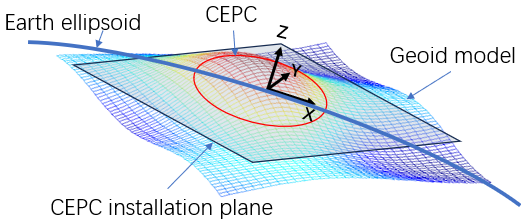 CEPC
Earth ellipsoid
Z
Geoid model
Y
X
CEPC installation plane